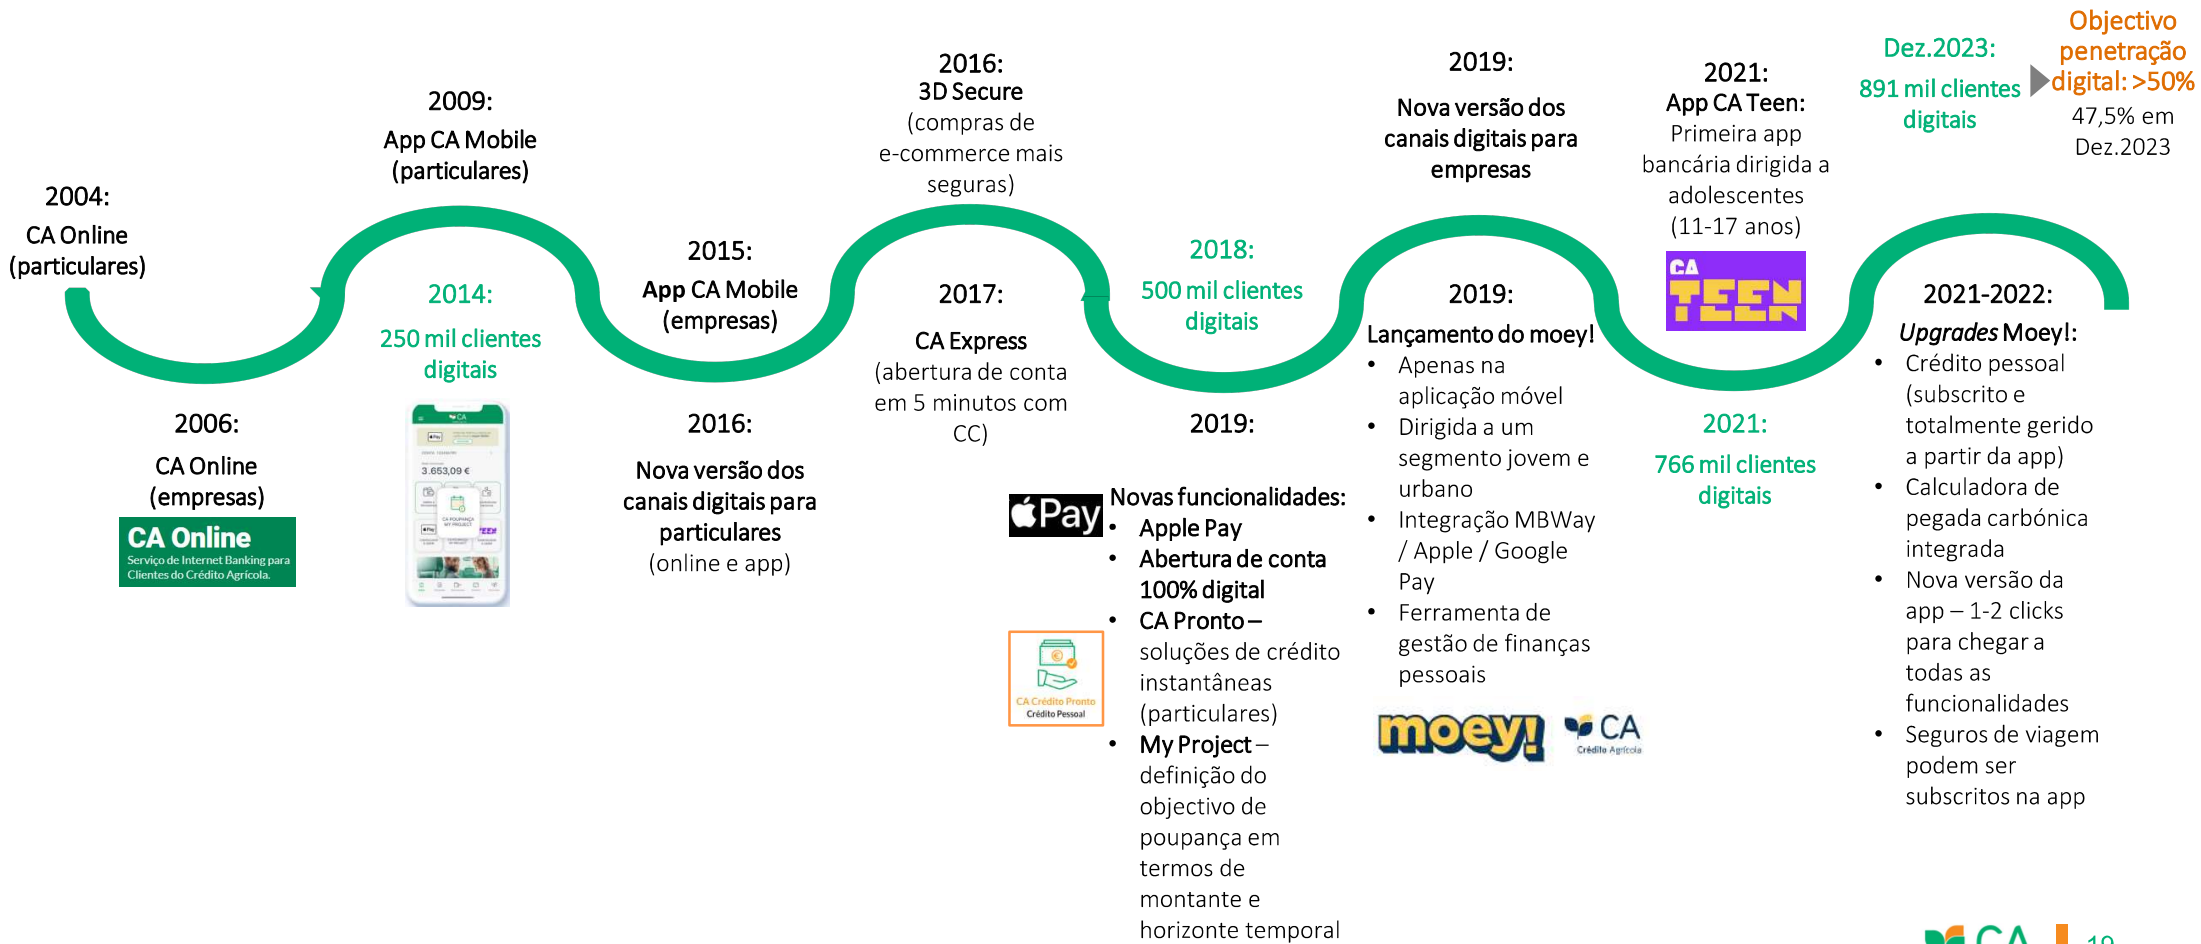 2004:
CA Online
(particulares)
2006:
CA Online
(empresas)
CA Online
Serviço de Internet Banking para
Clientes do Crédito Agrícola.
2009:
App CA Mobile
(particulares)
2014:
250 mil clientes
digitais
CA
Pay
3.653,09 €
CA POUPANÇA
MY PROJECT
2015:
App CA Mobile
(empresas)
2016:
Nova versão dos
canais digitais para
particulares
(online e app)
2016:
3D Secure
(compras de
e-commerce mais
seguras)
2017:
CA Express
(abertura de conta
em 5 minutos com
CC)
2018:
500 mil clientes
digitais
2019:
Pay
Novas funcionalidades:
• Apple Pay
• Abertura de conta
100% digital
• CA Pronto –
soluções de crédito
instantâneas
(particulares)
• My Project –
definição do
objectivo de
poupança em
termos de
montante e
horizonte temporal
CA Crédito Pronto
Crédito Pessoal
2019:
Nova versão dos
canais digitais para
empresas
2019:
Lançamento do moey!
• Apenas na
aplicação móvel
• Dirigida a um
segmento jovem e
urbano
• Integração MBWay
/ Apple / Google
Pay
• Ferramenta de
gestão de finanças
pessoais
moey!
CA
Crédito Agrícola
2021:
App CA Teen:
Primeira app
bancária dirigida a
adolescentes
(11-17 anos)
CA
TEEN
2021:
766 mil clientes
digitais
Dez.2023:
891 mil clientes
digitais
Objectivo
penetração
digital: >50%
47,5% em
Dez.2023
2021-2022:
Upgrades Moey!:
• Crédito pessoal
(subscrito e
totalmente gerido
a partir da app)
• Calculadora de
pegada carbónica
integrada
• Nova versão da
app – 1-2 clicks
para chegar a
todas as
funcionalidades
• Seguros de viagem
podem ser
subscritos na app
CA
19